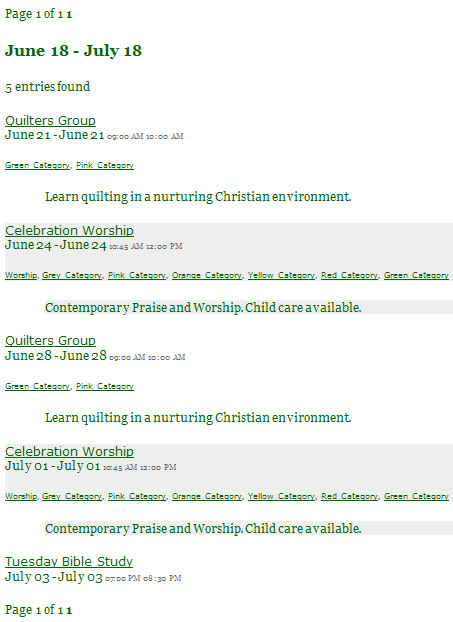 Page 1 of 1 1
June 18 - July 18
5 entries found
Quilters Group
June 21 - June 21 09:00 AM 10:00 AM
Green Category, Pink Category
Learn quilting in a nurturing Christian environment.
Celebration Worship
June 24 - June 24 10:45 AM 12:00 PM
Worship, Grey Category, Pink Category, Orange Category, Yellow Category, Red Category, Green Category
Contemporary Praise and Worship. Child care available.
Quilters Group
June 28 - June 28 09:00 AM 10:00 AM
Green Category, Pink Category
Learn quilting in a nurturing Christian environment.
Celebration Worship
July 01 - July 01 10:45 AM 12:00 PM
Worship, Grey Category, Pink Category, Orange Category, Yellow Category, Red Category, Green Category
Contemporary Praise and Worship. Child care available.
Tuesday Bible Study
July 03 - July 03 07:00 PM 08:30 PM
Page 1 of 1 1